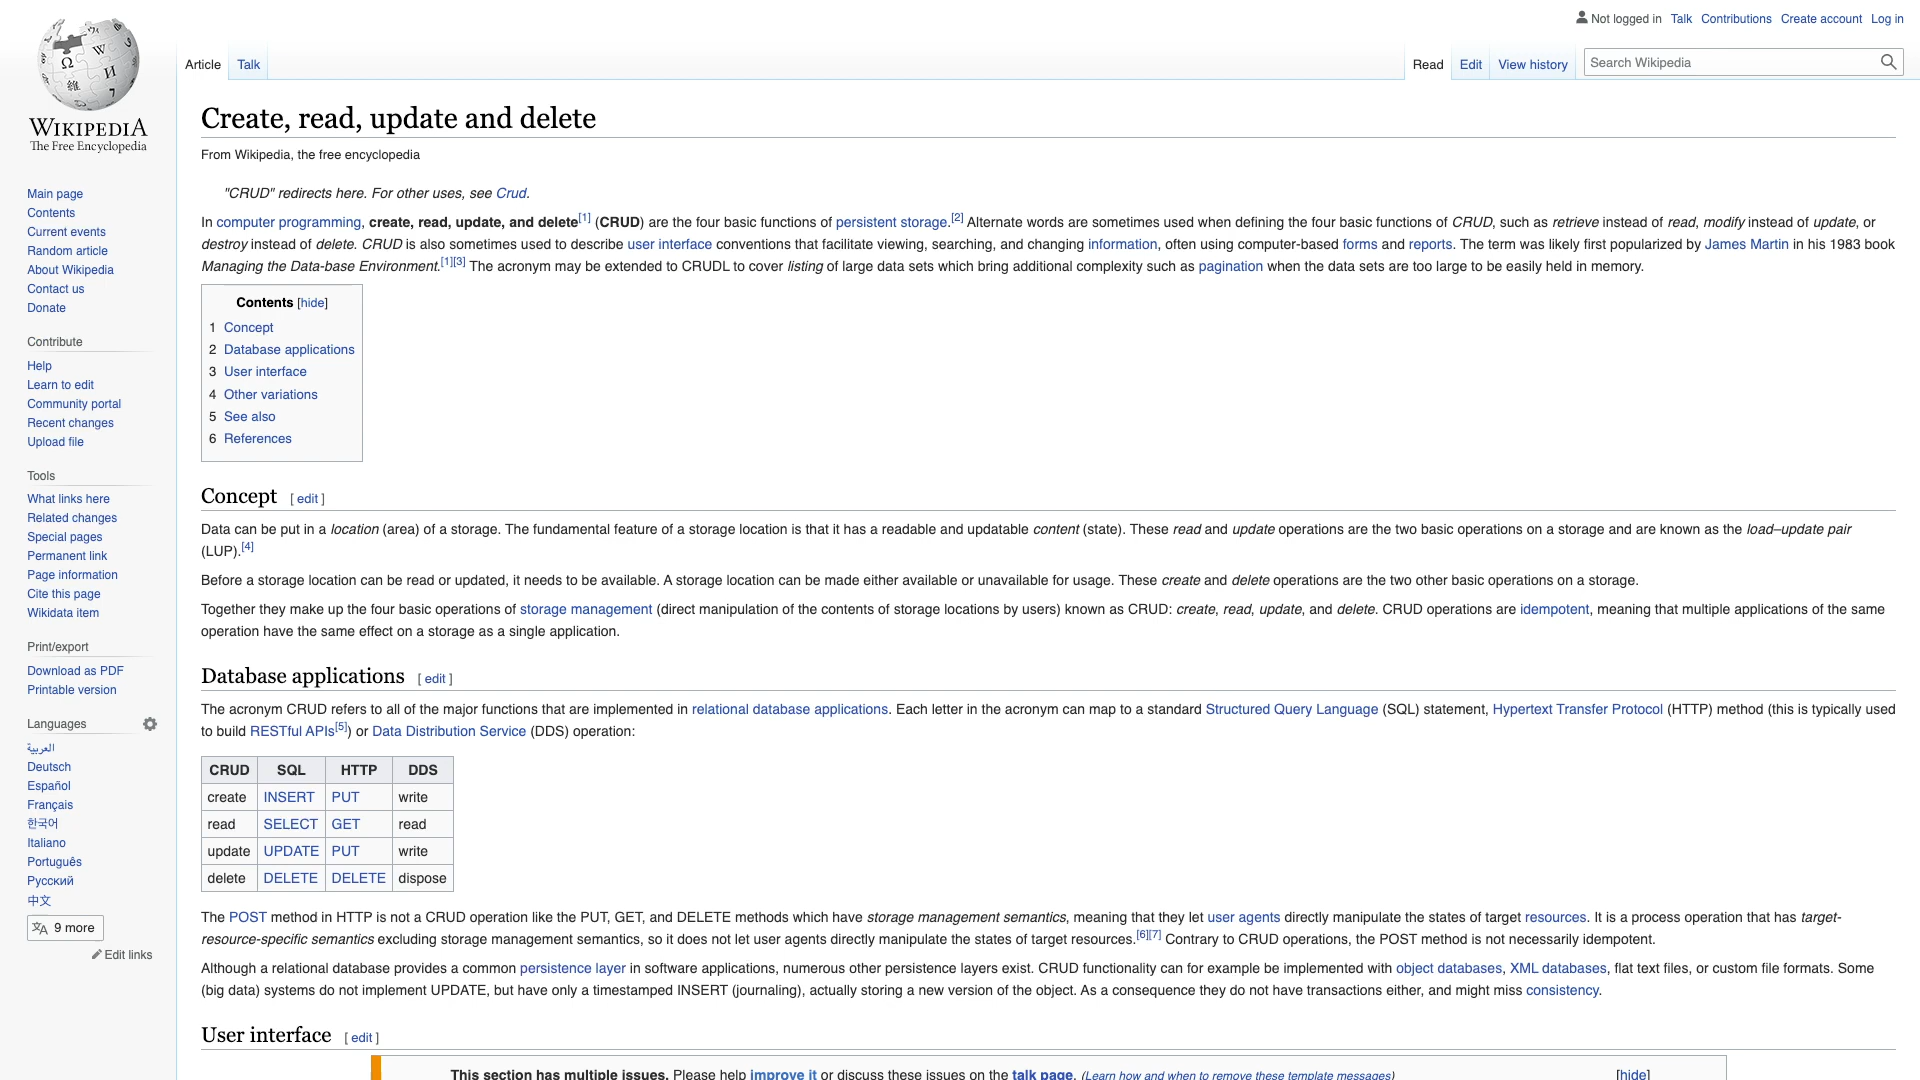 Not logged in Talk Contributions Create account Log in
Article Talk Read Edit View history Search Wikipedia
WIKIPEDIA
The Free Encyclopedia
Main page
Contents
Current events
Random article
About Wikipedia
Contact us
Donate
Contribute
Help
Learn to edit
Community portal
Recent changes
Upload file
Tools
What links here
Related changes
Special pages
Permanent link
Page information
Cite this page
Wikidata item
Print/export
Download as PDF
Printable version
Languages
العربية
Deutsch
Español
Français
한국어
Italiano
Português
Русский
中文
9 more
Edit links
Create, read, update and delete
From Wikipedia, the free encyclopedia
"CRUD" redirects here. For other uses, see Crud.
In computer programming, create, read, update, and delete[1] (CRUD) are the four basic functions of persistent storage.[2] Alternate words are sometimes used when defining the four basic functions of CRUD, such as retrieve instead of read, modify instead of update, or
destroy instead of delete. CRUD is also sometimes used to describe user interface conventions that facilitate viewing, searching, and changing information, often using computer-based forms and reports. The term was likely first popularized by James Martin in his 1983 book
Managing the Data-base Environment.[1][3] The acronym may be extended to CRUDL to cover listing of large data sets which bring additional complexity such as pagination when the data sets are too large to be easily held in memory.
Contents [hide]
1 Concept
2 Database applications
3 User interface
4 Other variations
5 See also
6 References
Concept [ edit ]
Data can be put in a location (area) of a storage. The fundamental feature of a storage location is that it has a readable and updatable content (state). These read and update operations are the two basic operations on a storage and are known as the load–update pair
(LUP).[4]
Before a storage location can be read or updated, it needs to be available. A storage location can be made either available or unavailable for usage. These create and delete operations are the two other basic operations on a storage.
Together they make up the four basic operations of storage management (direct manipulation of the contents of storage locations by users) known as CRUD: create, read, update, and delete. CRUD operations are idempotent, meaning that multiple applications of the same
operation have the same effect on a storage as a single application.
Database applications [ edit ]
The acronym CRUD refers to all of the major functions that are implemented in relational database applications. Each letter in the acronym can map to a standard Structured Query Language (SQL) statement, Hypertext Transfer Protocol (HTTP) method (this is typically used
to build RESTful APIs[5]) or Data Distribution Service (DDS) operation:
CRUD SQL HTTP DDS
create INSERT PUT write
read SELECT GET read
update UPDATE PUT write
delete DELETE DELETE dispose
The POST method in HTTP is not a CRUD operation like the PUT, GET, and DELETE methods which have storage management semantics, meaning that they let user agents directly manipulate the states of target resources. It is a process operation that has target-
resource-specific semantics excluding storage management semantics, so it does not let user agents directly manipulate the states of target resources.[6][7] Contrary to CRUD operations, the POST method is not necessarily idempotent.
Although a relational database provides a common persistence layer in software applications, numerous other persistence layers exist. CRUD functionality can for example be implemented with object databases, XML databases, flat text files, or custom file formats. Some
(big data) systems do not implement UPDATE, but have only a timestamped INSERT (journaling), actually storing a new version of the object. As a consequence they do not have transactions either, and might miss consistency.
User interface [ edit ]
This section has multiple issues. Please help improve it or discuss these issues on the talk page. (Learn how and when to remove these template messages) [hide]